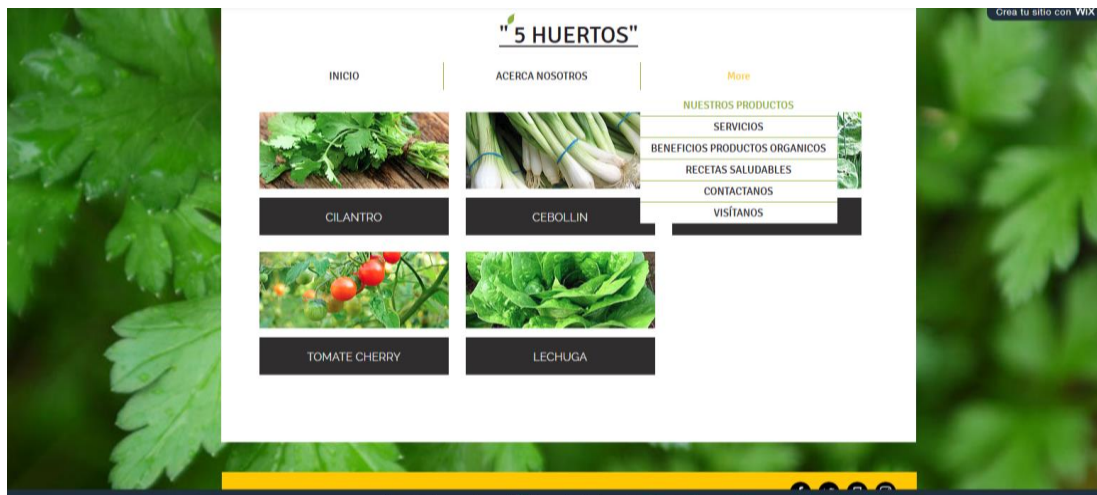 Crea tu sitio con WiX
" 5 HUERTOS"
INICIO
ACERCA NOSOTROS
More
NUESTROS PRODUCTOS
SERVICIOS
BENEFICIOS PRODUCTOS ORGANICOS
RECETAS SALUDABLES
CONTACTANOS
VISÍTANOS
CILANTRO
CEBOLLIN
TOMATE CHERRY
LECHUGA